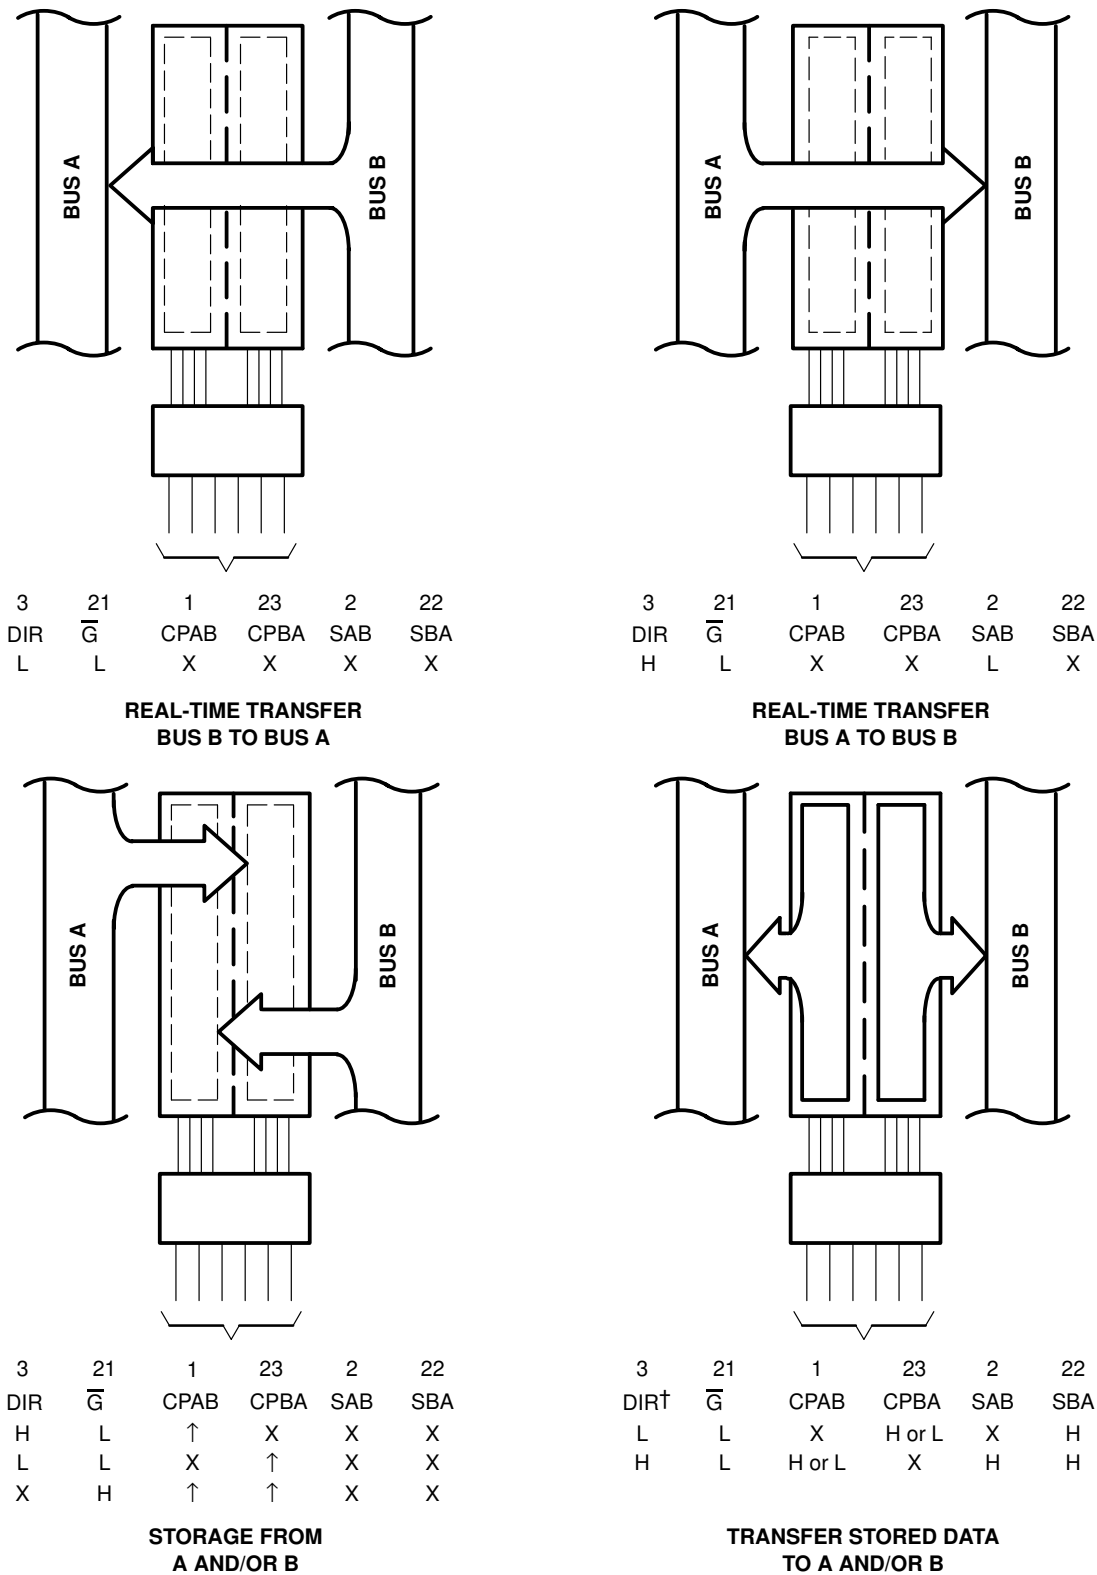 BUS A
BUS B
3 21 1 23 2 22
DIR G̅ CPAB CPBA SAB SBA
L L X X X X
REAL-TIME TRANSFER
BUS B TO BUS A
BUS A
BUS B
3 21 1 23 2 22
DIR G̅ CPAB CPBA SAB SBA
H L X X L X
REAL-TIME TRANSFER
BUS A TO BUS B
BUS A
BUS B
3 21 1 23 2 22
DIR G̅ CPAB CPBA SAB SBA
H L ↑ X X X
L L X ↑ X X
X H ↑ ↑ X X
STORAGE FROM
A AND/OR B
BUS A
BUS B
3 21 1 23 2 22
DIR† G̅ CPAB CPBA SAB SBA
L L X H or L X H
H L H or L X H H
TRANSFER STORED DATA
TO A AND/OR B